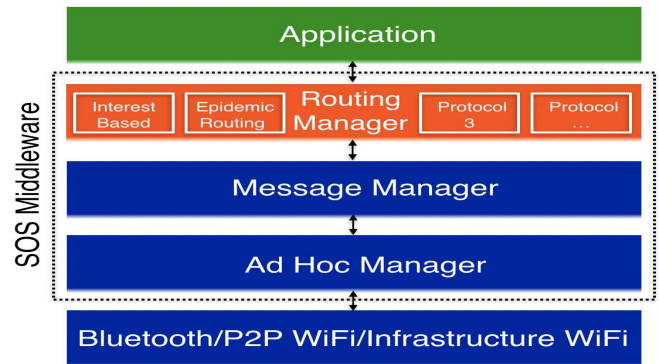 Application
SOS Middleware
Interest
Based
Epidemic
Routing
Routing
Manager
Protocol
3
Protocol
...
Message Manager
Ad Hoc Manager
Bluetooth/P2P WiFi/Infrastructure WiFi